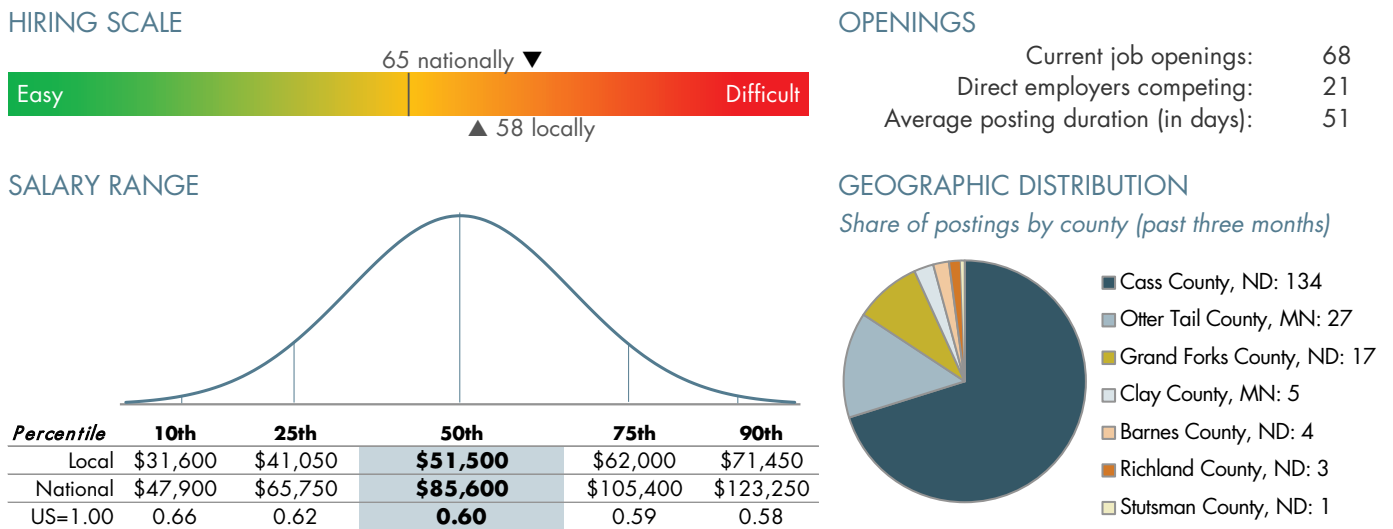 HIRING SCALE
65 nationally ▼
Easy Difficult
▲ 58 locally
OPENINGS
Current job openings: 68
Direct employers competing: 21
Average posting duration (in days): 51
SALARY RANGE
Percentile 10th 25th 50th 75th 90th
Local $31,600 $41,050 $51,500 $62,000 $71,450
National $47,900 $65,750 $85,600 $105,400 $123,250
US=1.00 0.66 0.62 0.60 0.59 0.58
GEOGRAPHIC DISTRIBUTION
Share of postings by county (past three months)
Cass County, ND: 134
Otter Tail County, MN: 27
Grand Forks County, ND: 17
Clay County, MN: 5
Barnes County, ND: 4
Richland County, ND: 3
Stutsman County, ND: 1